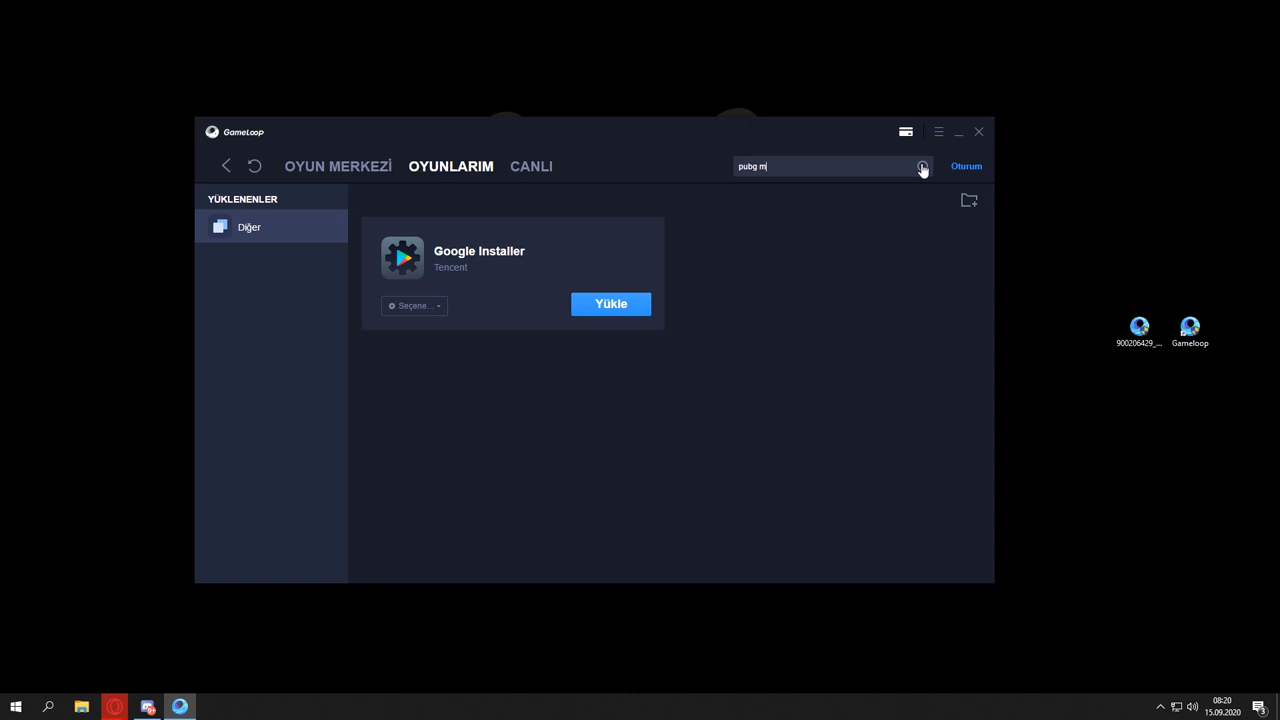 GameLoop
OYUN MERKEZİ
OYUNLARIM
CANLI
pubg m
Oturum
YÜKLENENLER
Diğer
Google Installer
Tencent
Seçene...
Yükle
900206429_...
Gameloop
08:20
15.09.2020
3